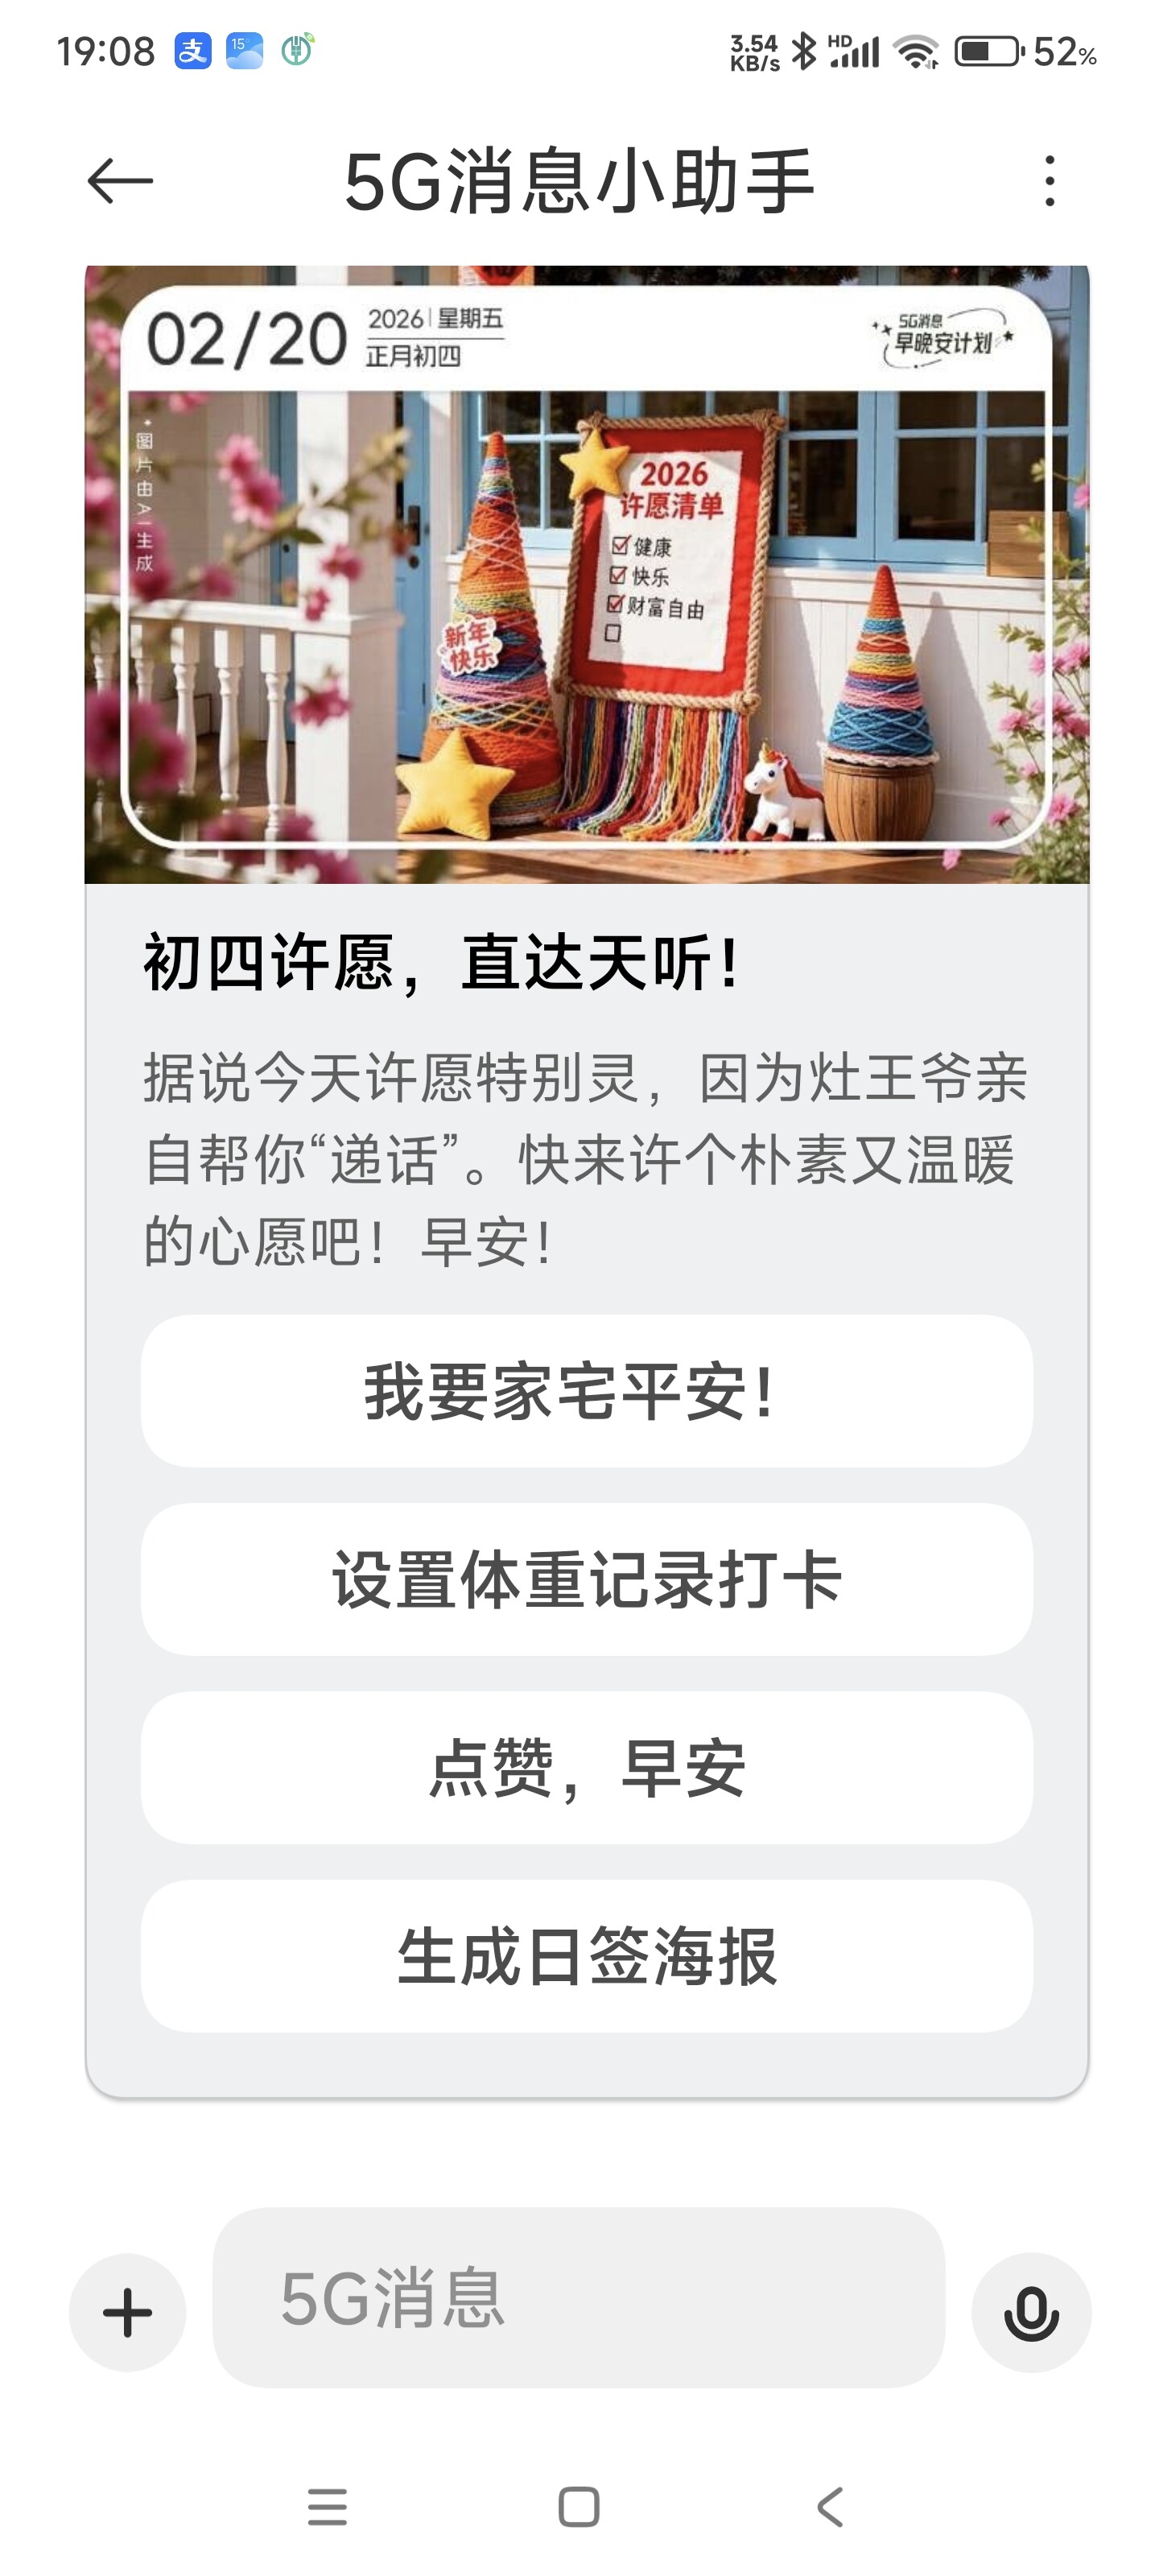 19:08
支
15°
3.54
KB/s
HD
52%
5G消息小助手
02/20
2026 | 星期五
正月初四
5G消息
早晚安计划
*图片由AI生成
2026
许愿清单
健康
快乐
财富自由
新年
快乐
初四许愿，直达天听！
据说今天许愿特别灵，因为灶王爷亲
自帮你“递话”。快来许个朴素又温暖
的心愿吧！早安！
我要家宅平安！
设置体重记录打卡
点赞，早安
生成日签海报
5G消息